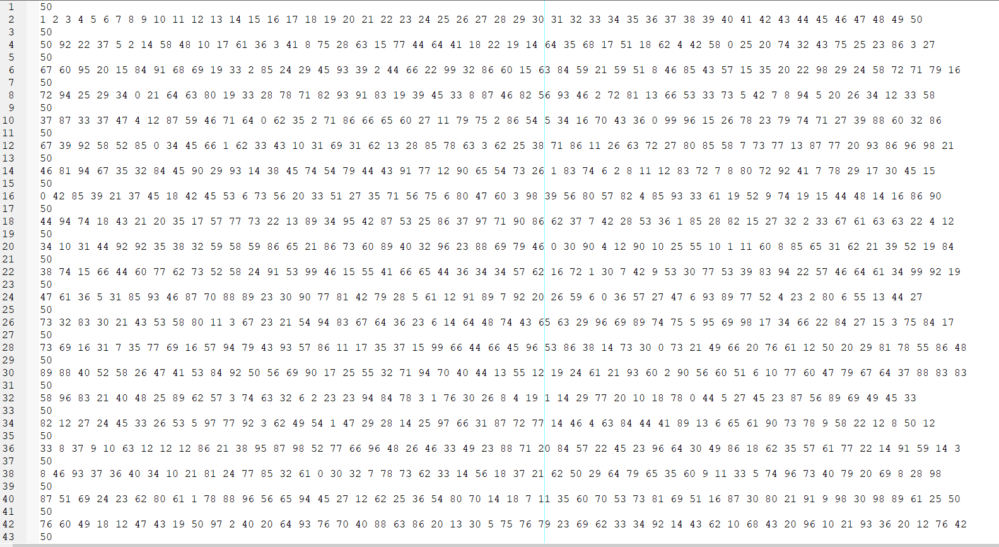 1 50
2 1 2 3 4 5 6 7 8 9 10 11 12 13 14 15 16 17 18 19 20 21 22 23 24 25 26 27 28 29 30 31 32 33 34 35 36 37 38 39 40 41 42 43 44 45 46 47 48 49 50
3 50
4 50 92 22 37 5 2 14 58 48 10 17 61 36 3 41 8 75 28 63 15 77 44 64 41 18 22 19 14 64 35 68 17 51 18 62 4 42 58 0 25 20 74 32 43 75 25 23 86 3 27
5 50
6 67 60 95 20 15 84 91 68 69 19 33 2 85 24 29 45 93 39 2 44 66 22 99 32 86 60 15 63 84 59 21 59 51 8 46 85 43 57 15 35 20 22 98 29 24 58 72 71 79 16
7 50
8 72 94 25 29 34 0 21 64 63 80 19 33 28 78 71 82 93 91 83 19 39 45 33 8 87 46 82 56 93 46 2 72 81 13 66 53 33 73 5 42 7 8 94 5 20 26 34 12 33 58
9 50
10 37 87 33 37 47 4 12 87 59 46 71 64 0 62 35 2 71 86 66 65 60 27 11 79 75 2 86 54 5 34 16 70 43 36 0 99 96 15 26 78 23 79 74 71 27 39 88 60 32 86
11 50
12 67 39 92 58 52 85 0 34 45 66 1 62 33 43 10 31 69 31 62 13 28 85 78 63 3 62 25 38 71 86 11 26 63 72 27 80 85 58 7 73 77 13 87 77 20 93 86 96 98 21
13 50
14 46 81 94 67 35 32 84 45 90 29 93 14 38 45 74 54 79 44 43 91 77 12 90 65 54 73 26 1 83 74 6 2 8 11 12 83 72 7 8 80 72 92 41 7 78 29 17 30 45 15
15 50
16 0 42 85 39 21 37 45 18 42 45 53 6 73 56 20 33 51 27 35 71 56 75 6 80 47 60 3 98 39 56 80 57 82 4 85 93 33 61 19 52 9 74 19 15 44 48 14 16 86 90
17 50
18 44 94 74 18 43 21 20 35 17 57 77 73 22 13 89 34 95 42 87 53 25 86 37 97 71 90 86 62 37 7 42 28 53 36 1 85 28 82 15 27 32 2 33 67 61 63 63 22 4 12
19 50
20 34 10 31 44 92 92 35 38 32 59 58 59 86 65 21 86 73 60 89 40 32 96 23 88 69 79 46 0 30 90 4 12 90 10 25 55 10 1 11 60 8 85 65 31 62 21 39 52 19 84
21 50
22 38 74 15 66 44 60 77 62 73 52 58 24 91 53 99 46 15 55 41 66 65 44 36 34 34 57 62 16 72 1 30 7 42 9 53 30 77 53 39 83 94 22 57 46 64 61 34 99 92 19
23 50
24 47 61 36 5 31 85 93 46 87 70 88 89 23 30 90 77 81 42 79 28 5 61 12 91 89 7 92 20 26 59 6 0 36 57 27 47 6 93 89 77 52 4 23 2 80 6 55 13 44 27
25 50
26 73 32 83 30 21 43 53 58 80 11 3 67 23 21 54 94 83 67 64 36 23 6 14 64 48 74 43 65 63 29 96 69 89 74 75 5 95 69 98 17 34 66 22 84 27 15 3 75 84 17
27 50
28 73 69 16 31 7 35 77 69 16 57 94 79 43 93 57 86 11 17 35 37 15 99 66 44 66 45 96 53 86 38 14 73 30 0 73 21 49 66 20 76 61 12 50 20 29 81 78 55 86 48
29 50
30 89 88 40 52 58 26 47 41 53 84 92 50 56 69 90 17 25 55 32 71 94 70 40 44 13 55 12 19 24 61 21 93 60 2 90 56 60 51 6 10 77 60 47 79 67 64 37 88 83 83
31 50
32 58 96 83 21 40 48 25 89 62 57 3 74 63 32 6 2 23 23 94 84 78 3 1 76 30 26 8 4 19 1 14 29 77 20 10 18 78 0 44 5 27 45 23 87 56 89 69 49 45 33
33 50
34 82 12 27 24 45 33 26 53 5 97 77 92 3 62 49 54 1 47 29 28 14 25 97 66 31 87 72 77 14 46 4 63 84 44 41 89 13 6 65 61 90 73 78 9 58 22 12 8 50 12
35 50
36 33 8 37 9 10 63 12 12 12 86 21 38 95 87 98 52 77 66 96 48 26 46 33 49 23 88 71 20 84 57 22 45 23 96 64 30 49 86 18 62 35 57 61 77 22 14 91 59 14 3
37 50
38 8 46 93 37 36 40 34 10 21 81 24 77 85 32 61 0 30 32 7 78 73 62 33 14 56 18 37 21 62 50 29 64 79 65 35 60 9 11 33 5 74 96 73 40 79 20 69 8 28 98
39 50
40 87 51 69 24 23 62 80 61 1 78 88 96 56 65 94 45 27 12 62 25 36 54 80 70 14 18 7 11 35 60 70 53 73 81 69 51 16 87 30 80 21 91 9 98 30 98 89 61 25 50
41 50
42 76 60 49 18 12 47 43 19 50 97 2 40 20 64 93 76 70 40 88 63 86 20 13 30 5 75 76 79 23 69 62 33 34 92 14 43 62 10 68 43 20 96 10 21 93 36 20 12 76 42
43 50